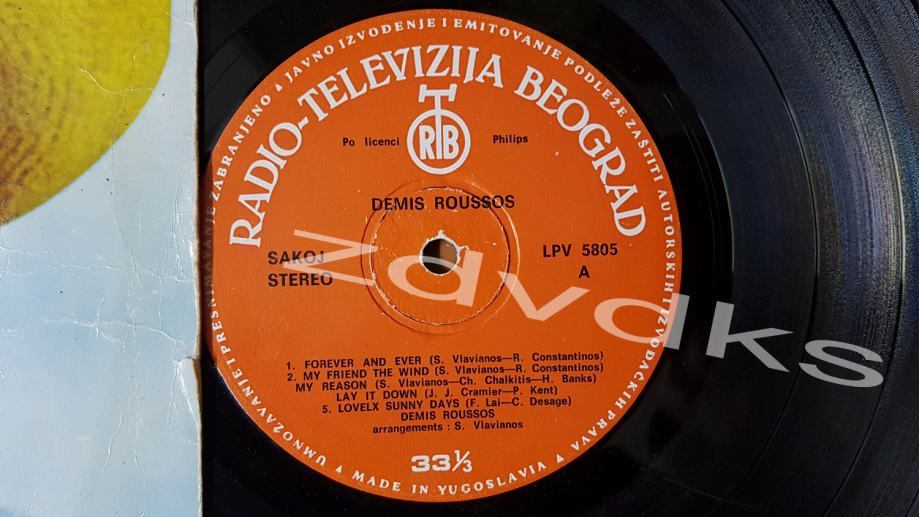 UMNOŽAVANJE I PRESNIMAVANJE ZABRANJENO ▲ JAVNO IZVOĐENJE I EMITOVANJE PODLEŽE ZAŠTITI AUTORSKIH I IZVOĐAČKIH PRAVA ▲
RADIO-TELEVIZIJA BEOGRAD
Po licenci RTB Philips
DEMIS ROUSSOS
SAKOJ LPV 5805
STEREO A
zavaks
1. FOREVER AND EVER (S. Vlavianos—R. Constantinos)
2. MY FRIEND THE WIND (S. Vlavianos—R. Constantinos)
MY REASON (S. Vlavianos—Ch. Chalkitis—H. Banks)
LAY IT DOWN (J. J. Cramier—P. Kent)
5. LOVELX SUNNY DAYS (F. Lai—C. Desage)
DEMIS ROUSSOS
arrangements : S. Vlavianos
33⅓
MADE IN YUGOSLAVIA